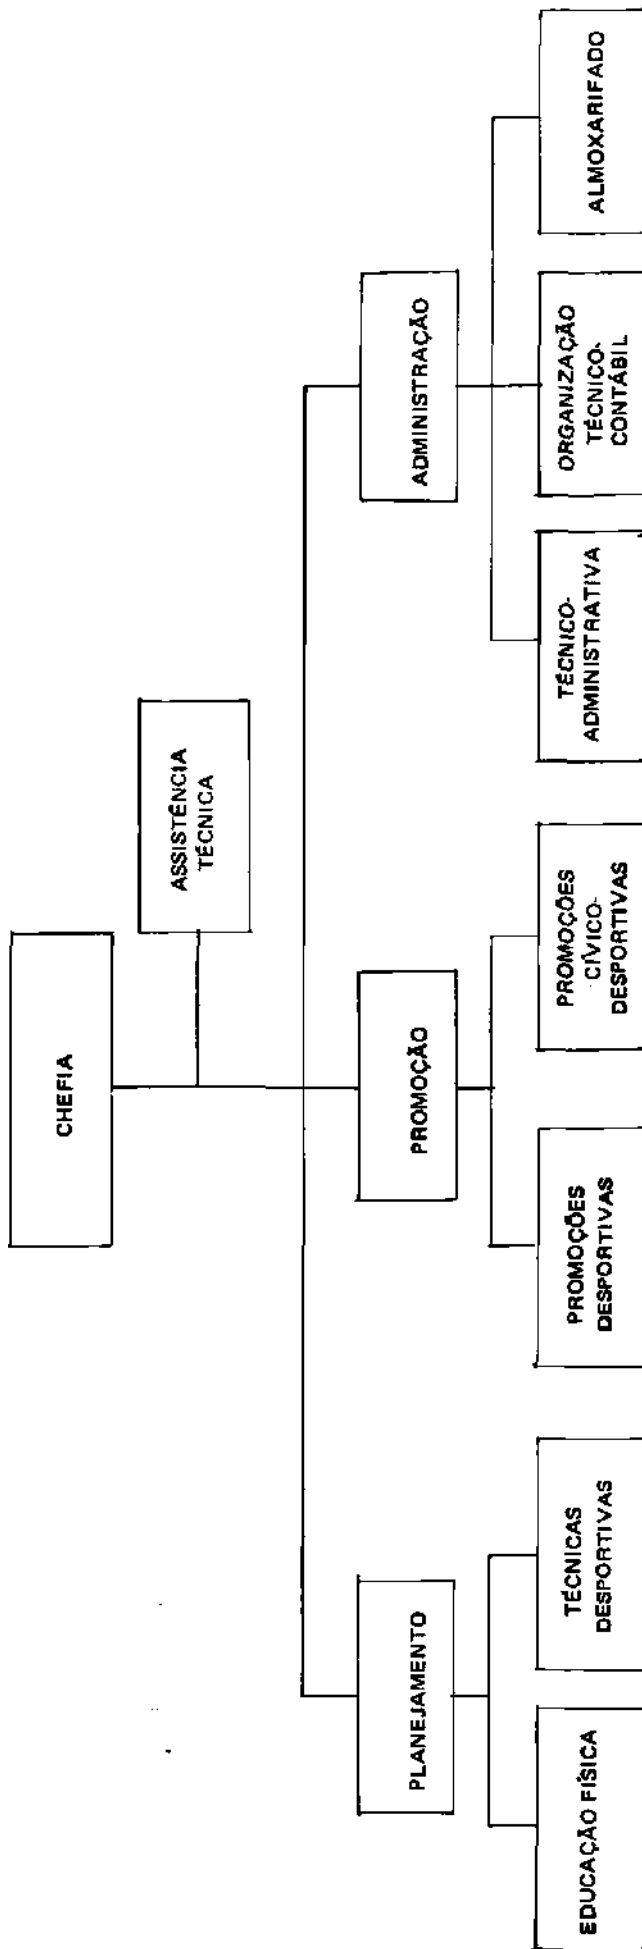 CHEFIA
ASSISTÊNCIA
TÉCNICA
PLANEJAMENTO
PROMOÇÃO
ADMINISTRAÇÃO
EDUCAÇÃO FÍSICA
TÉCNICAS
DESPORTIVAS
PROMOÇÕES
DESPORTIVAS
PROMOÇÕES
CÍVICO-
DESPORTIVAS
TÉCNICO-
ADMINISTRATIVA
ORGANIZAÇÃO
TÉCNICO-
CONTÁBIL
ALMOXARIFADO